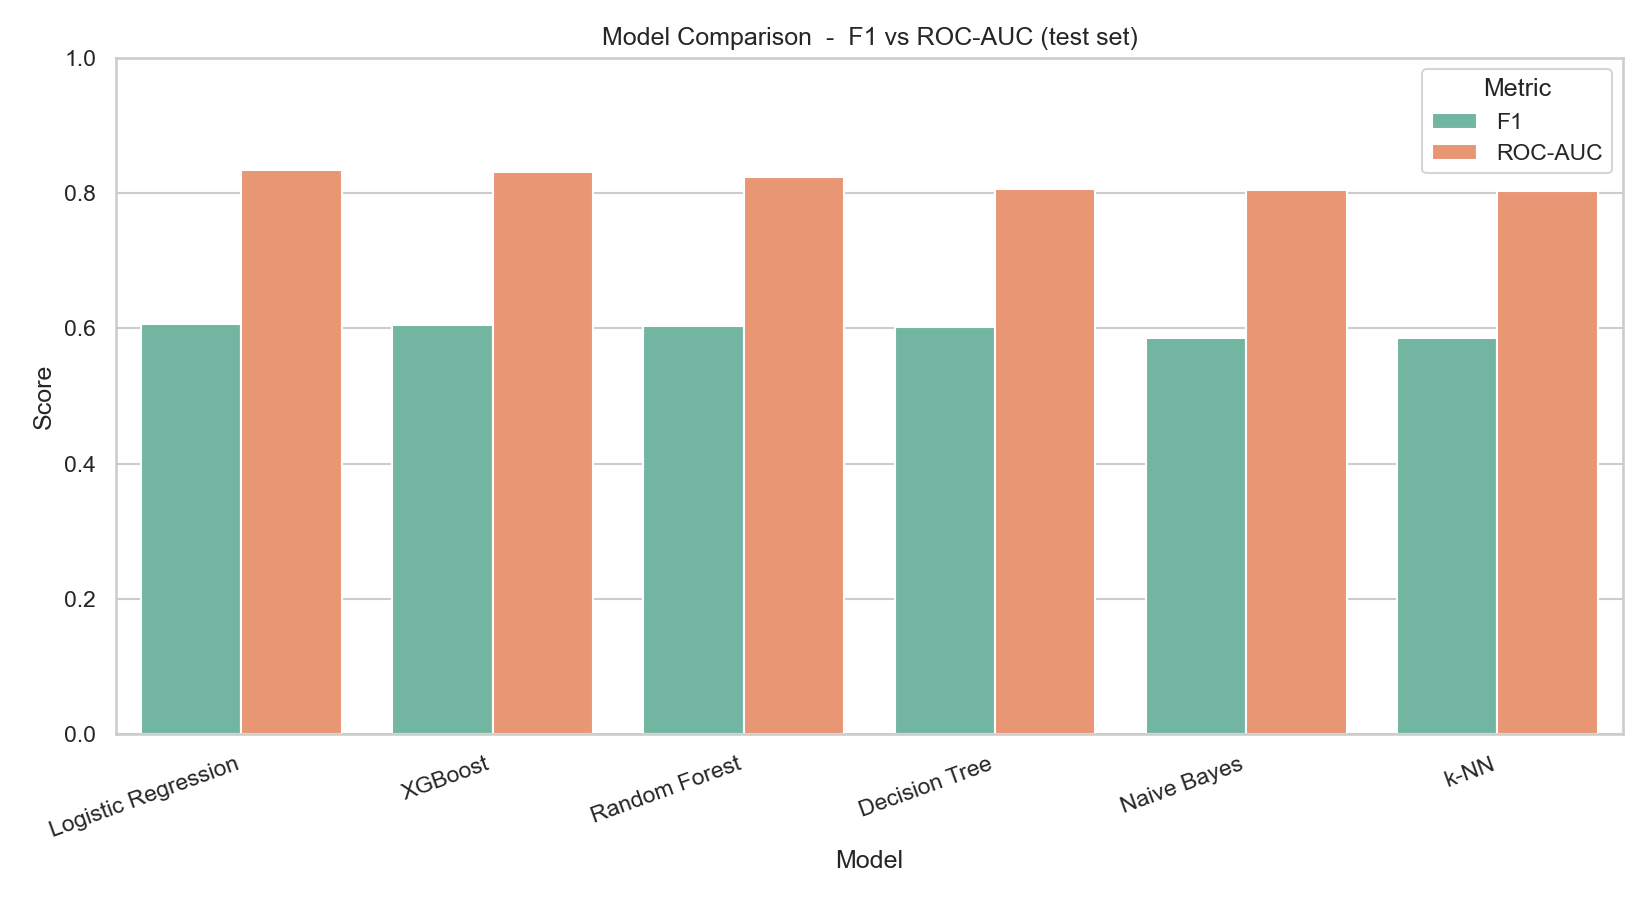 Model Comparison  -  F1 vs ROC-AUC (test set)
1.0
0.8
0.6
0.4
0.2
0.0
Score
Metric
F1
ROC-AUC
Logistic Regression
XGBoost
Random Forest
Decision Tree
Naive Bayes
k-NN
Model